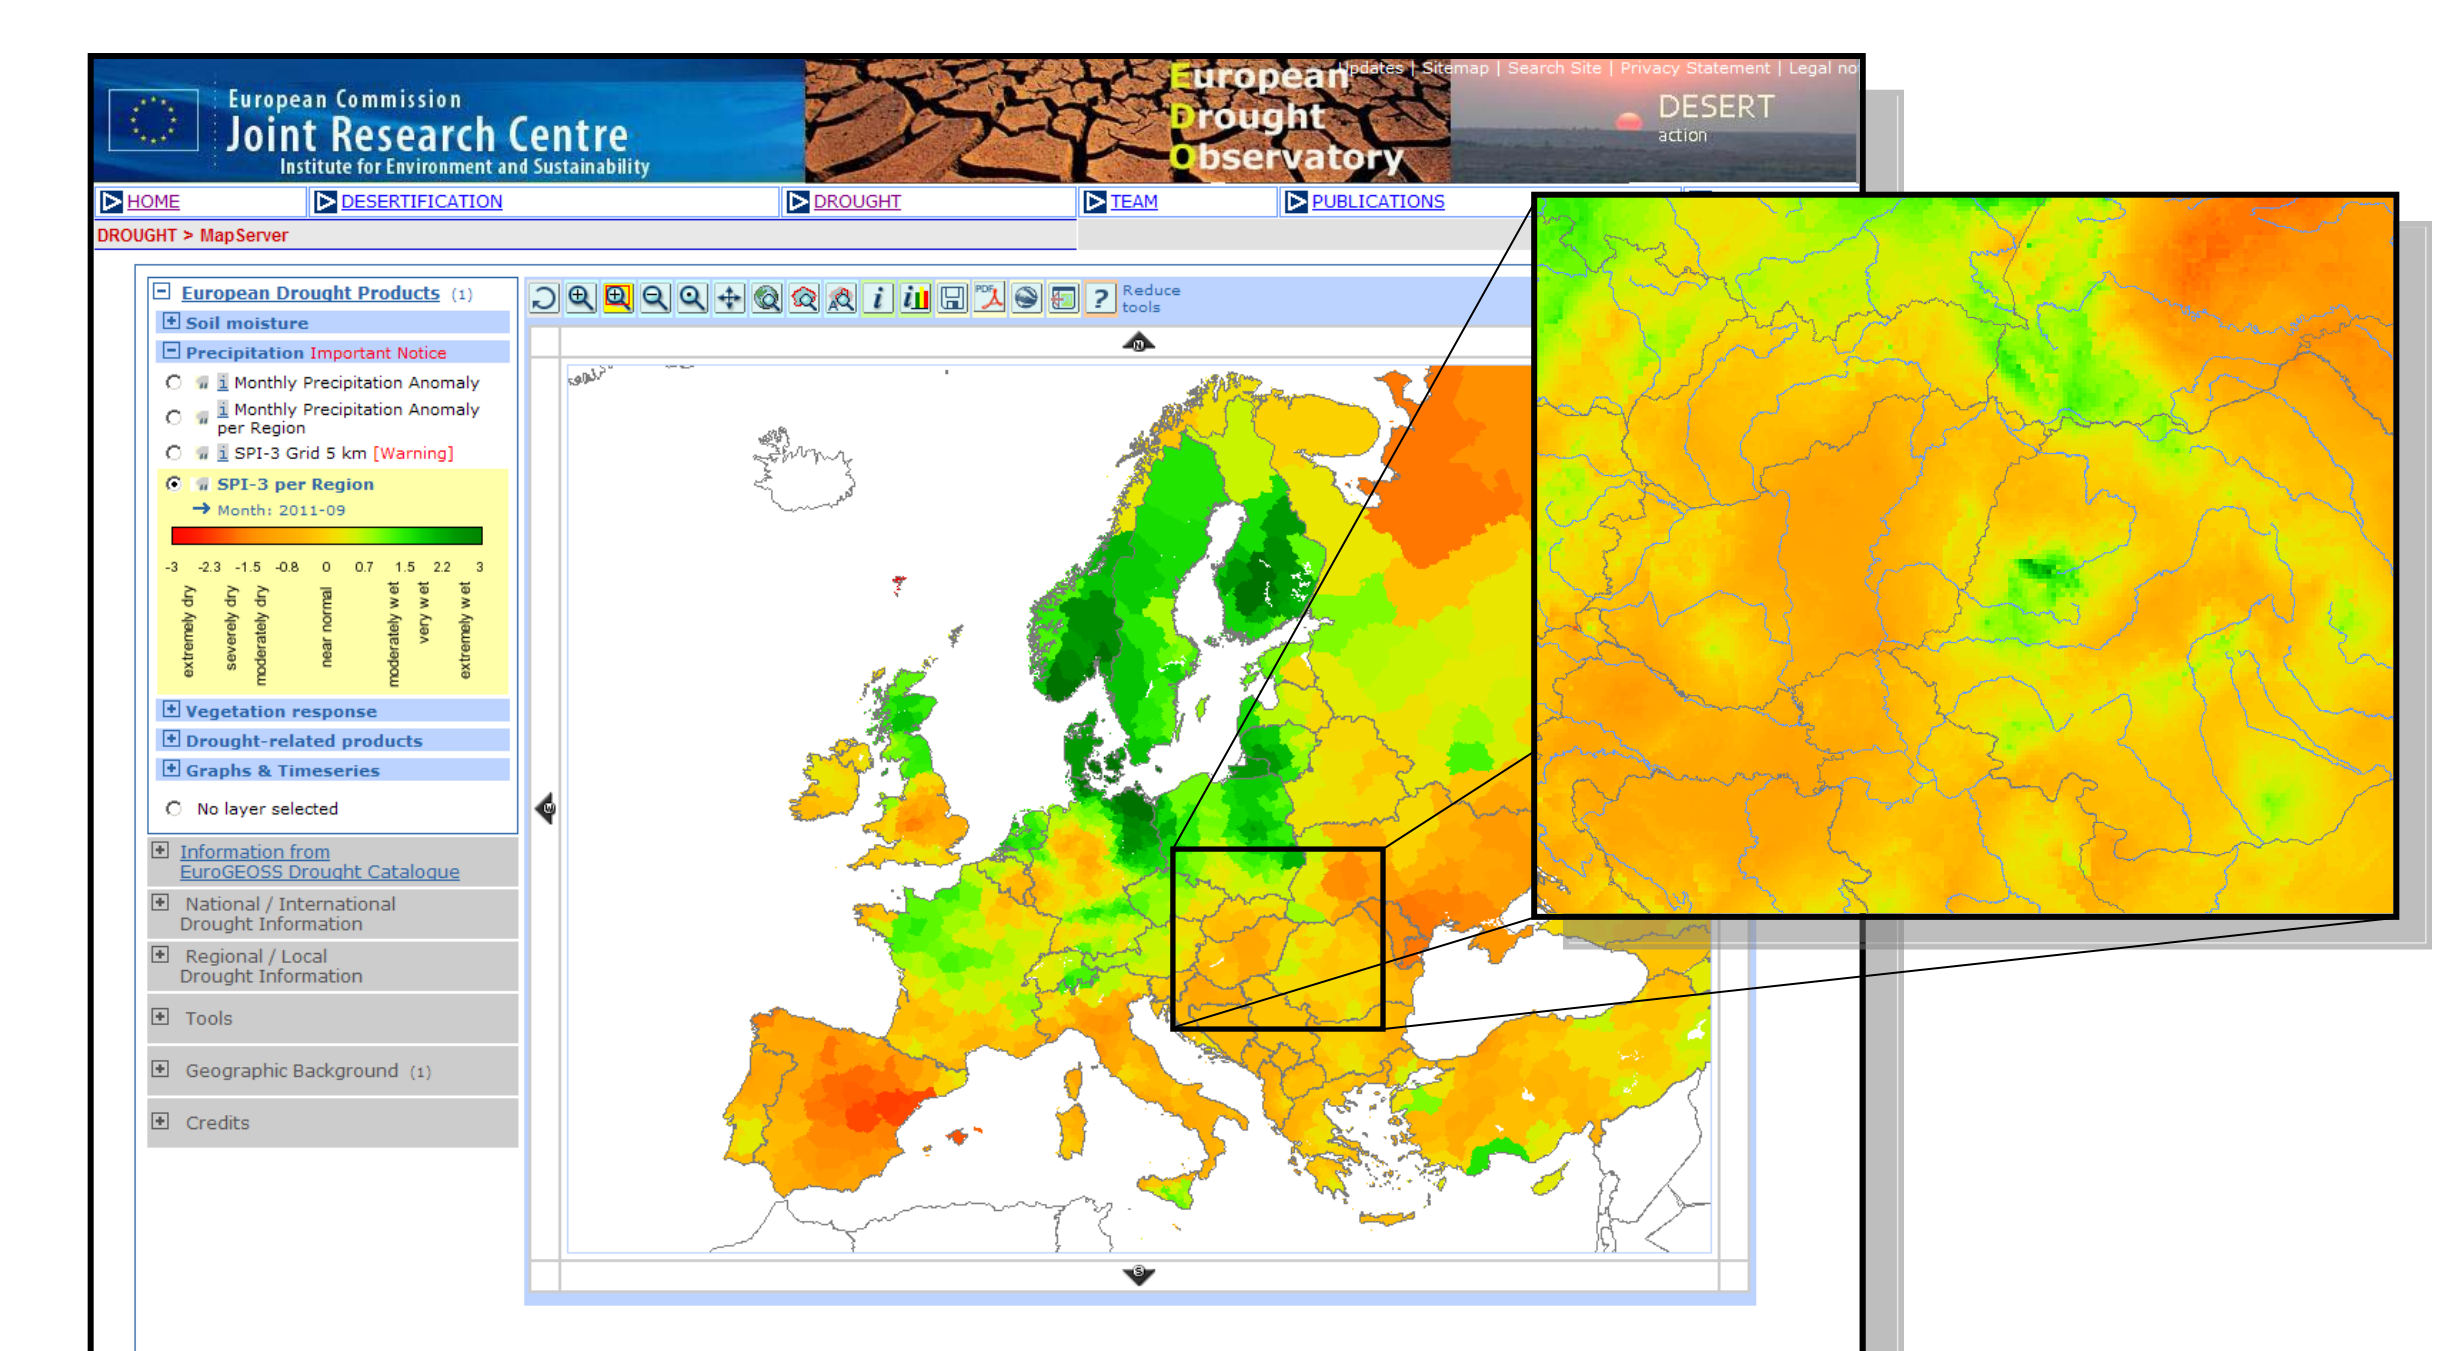 European Commission
Joint Research Centre
Institute for Environment and Sustainability
European
Drought
Observatory
Updates | Sitemap | Search Site | Privacy Statement | Legal no
DESERT
action
HOME
DESERTIFICATION
DROUGHT
TEAM
PUBLICATIONS
DROUGHT > MapServer
European Drought Products (1)
Soil moisture
Precipitation Important Notice
i Monthly Precipitation Anomaly
i Monthly Precipitation Anomaly
per Region
i SPI-3 Grid 5 km [Warning]
SPI-3 per Region
Month: 2011-09
-3 -2.3 -1.5 -0.8 0 0.7 1.5 2.2 3
extremely dry
severely dry
moderately dry
near normal
moderately wet
very wet
extremely wet
Vegetation response
Drought-related products
Graphs & Timeseries
No layer selected
Information from
EuroGEOSS Drought Catalogue
National / International
Drought Information
Regional / Local
Drought Information
Tools
Geographic Background (1)
Credits
A
i
i
PDF
?
Reduce
tools
N
W
S